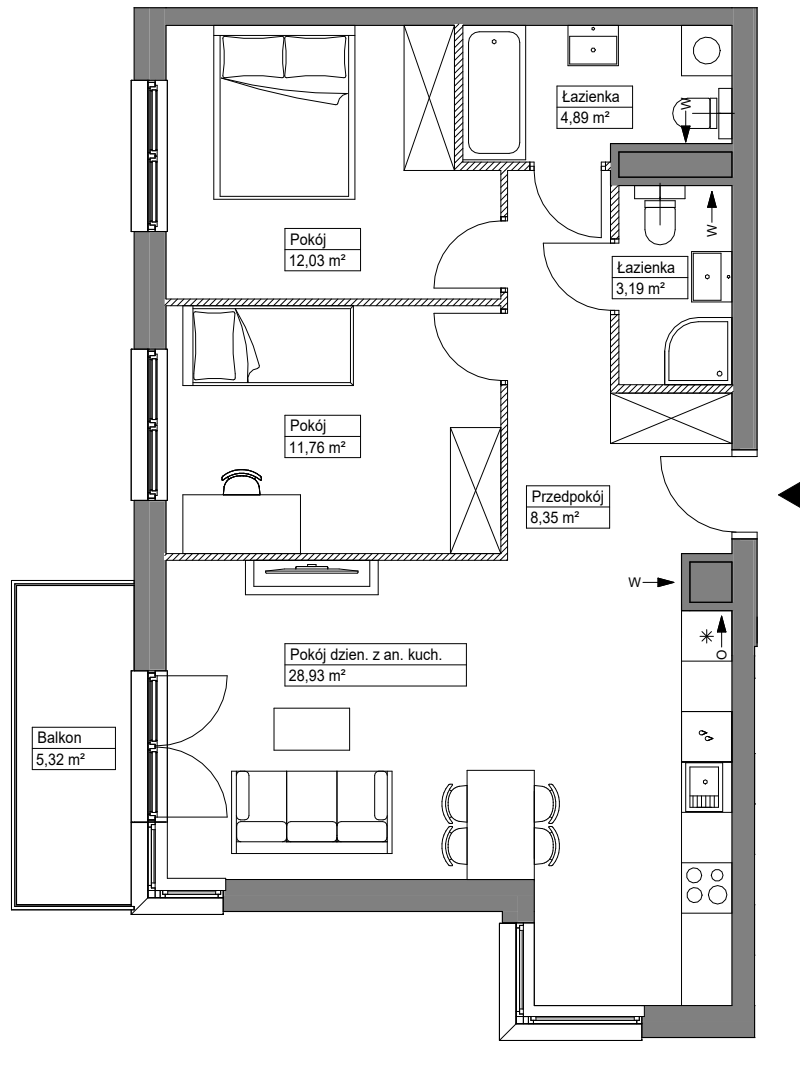 Łazienka
4,89 m²
W
Pokój
12,03 m²
W
Łazienka
3,19 m²
Pokój
11,76 m²
Przedpokój
8,35 m²
W
O
Pokój dzien. z an. kuch.
28,93 m²
Balkon
5,32 m²